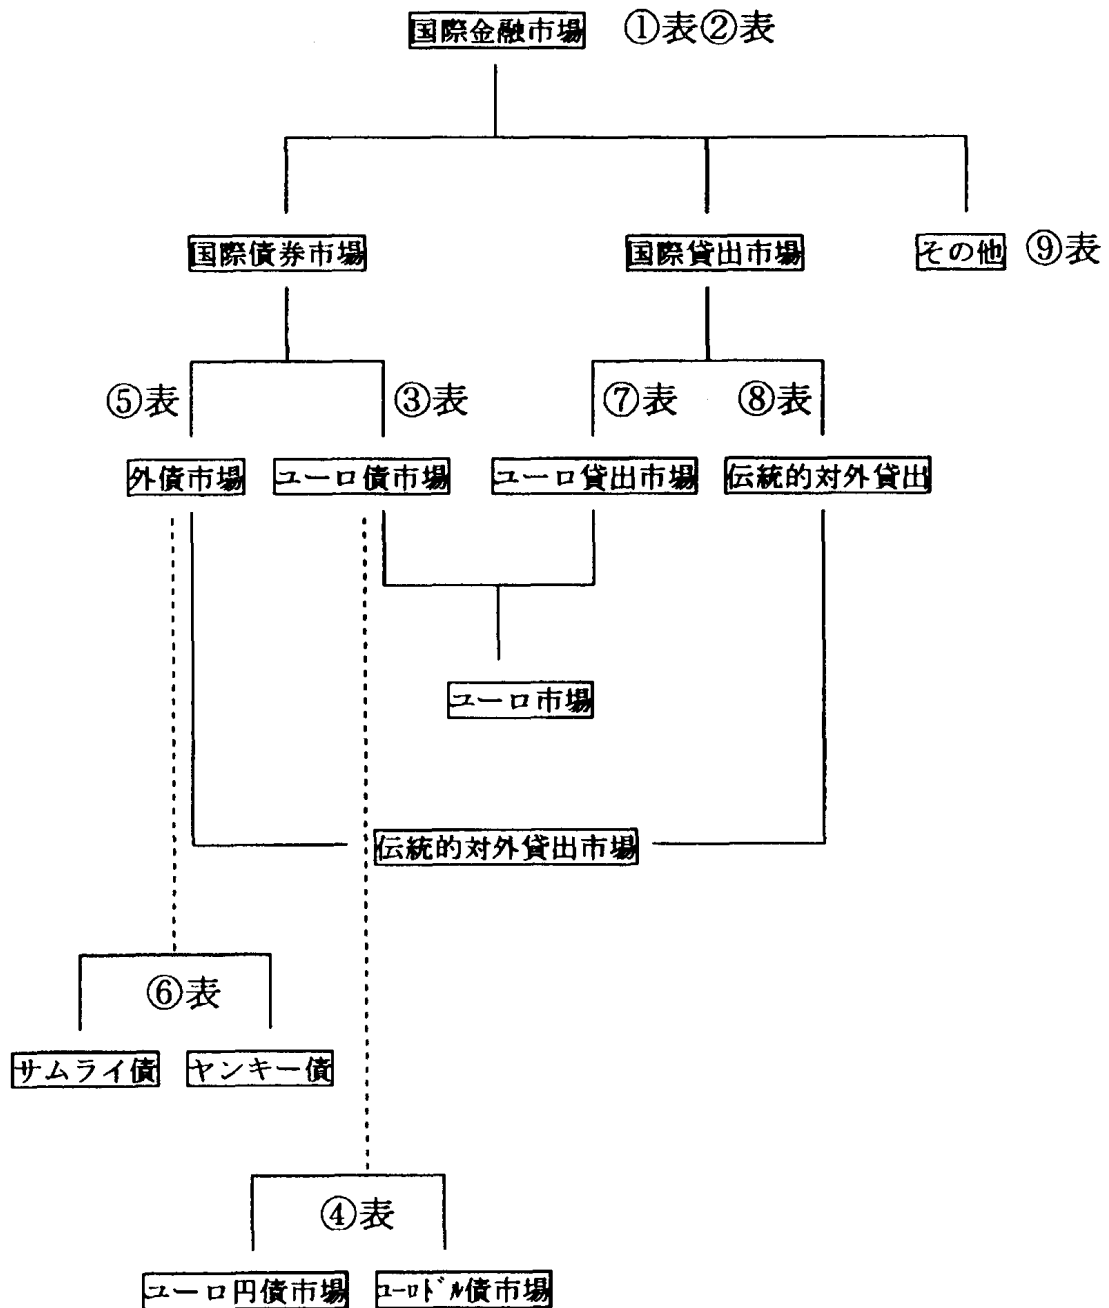 国際金融市場 ①表②表
国際債券市場 国際貸出市場 その他 ⑨表
⑤表 ③表 ⑦表 ⑧表
外債市場 ユーロ債市場 ユーロ貸出市場 伝統的対外貸出
ユーロ市場
伝統的対外貸出市場
⑥表
サムライ債 ヤンキー債
④表
ユーロ円債市場 ﾕｰﾛﾄﾞﾙ債市場